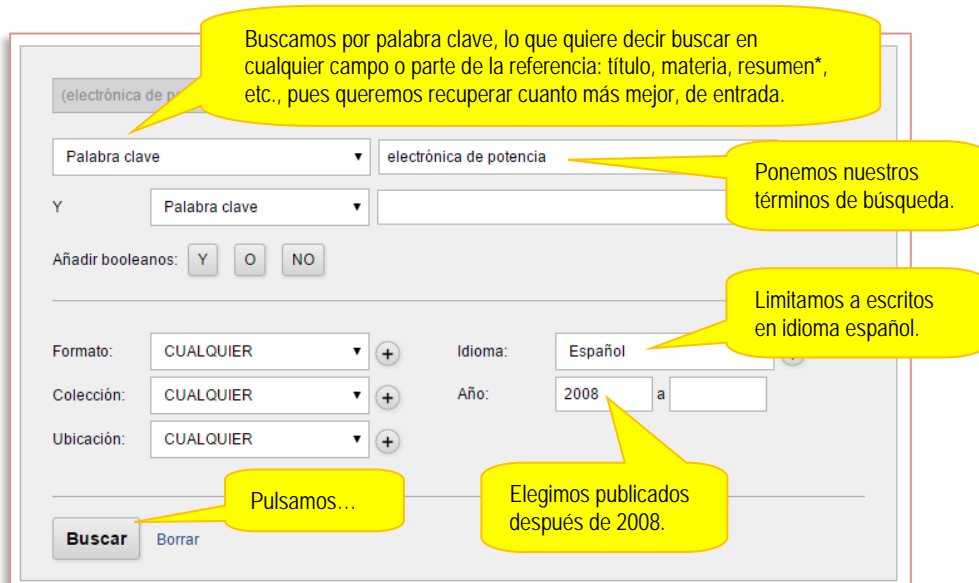 Buscamos por palabra clave, lo que quiere decir buscar en
cualquier campo o parte de la referencia: título, materia, resumen*,
etc., pues queremos recuperar cuanto más mejor, de entrada.
(electrónica de
Palabra clave
electrónica de potencia
Ponemos nuestros
términos de búsqueda.
Y
Palabra clave
Añadir booleanos:
Y
O
NO
Limitamos a escritos
en idioma español.
Formato:
CUALQUIER
Idioma:
Español
Colección:
CUALQUIER
Año:
2008
a
Ubicación:
CUALQUIER
Pulsamos…
Elegimos publicados
después de 2008.
Buscar
Borrar